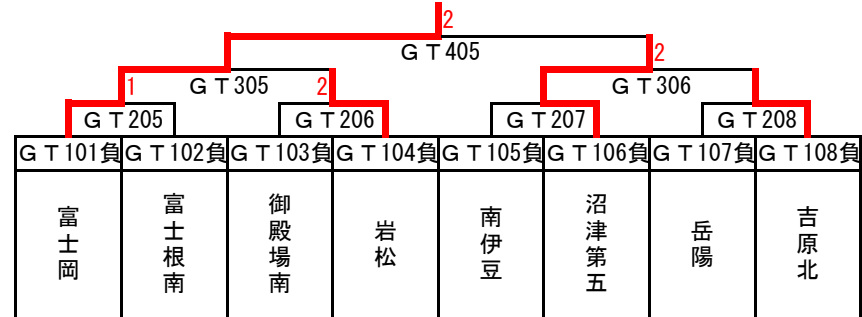 2
GT405
2
1
GT305
2
GT306
GT205
GT206
GT207
GT208
GT101負
GT102負
GT103負
GT104負
GT105負
GT106負
GT107負
GT108負
富士岡
富士根南
御殿場南
岩松
南伊豆
沼津第五
岳陽
吉原北